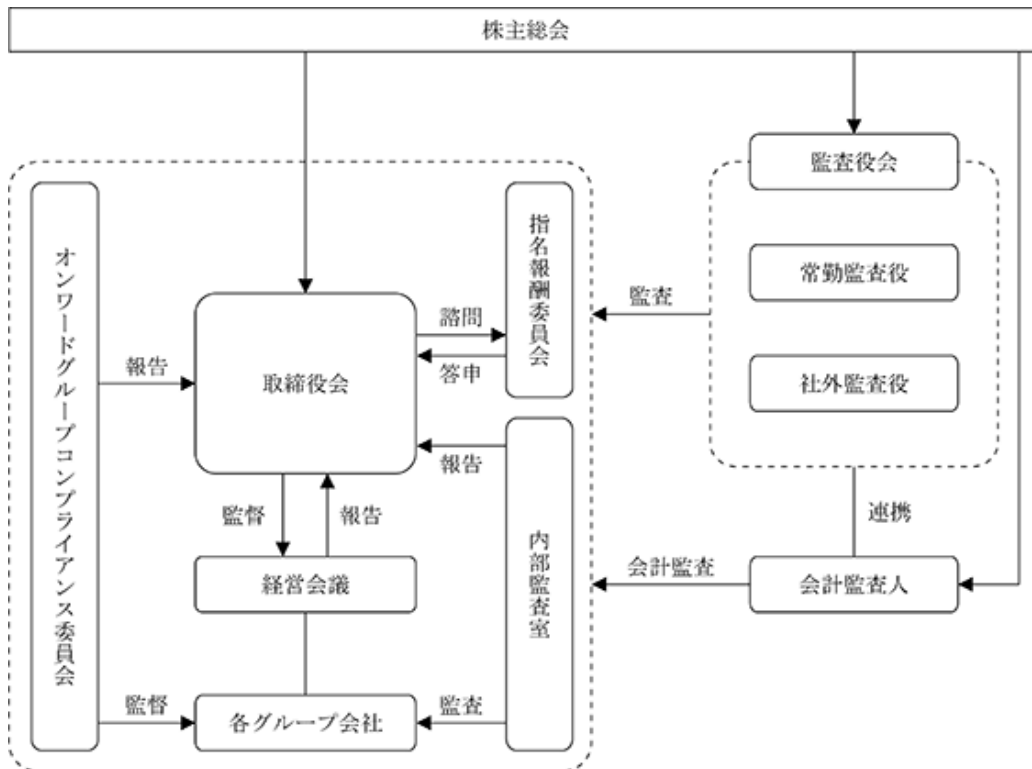 株主総会
監査役会
常勤監査役
社外監査役
監査
指名報酬委員会
諮問
答申
オンワードグループコンプライアンス委員会
報告
取締役会
報告
監督
報告
連携
内部監査室
経営会議
会計監査
会計監査人
監督
各グループ会社
監査